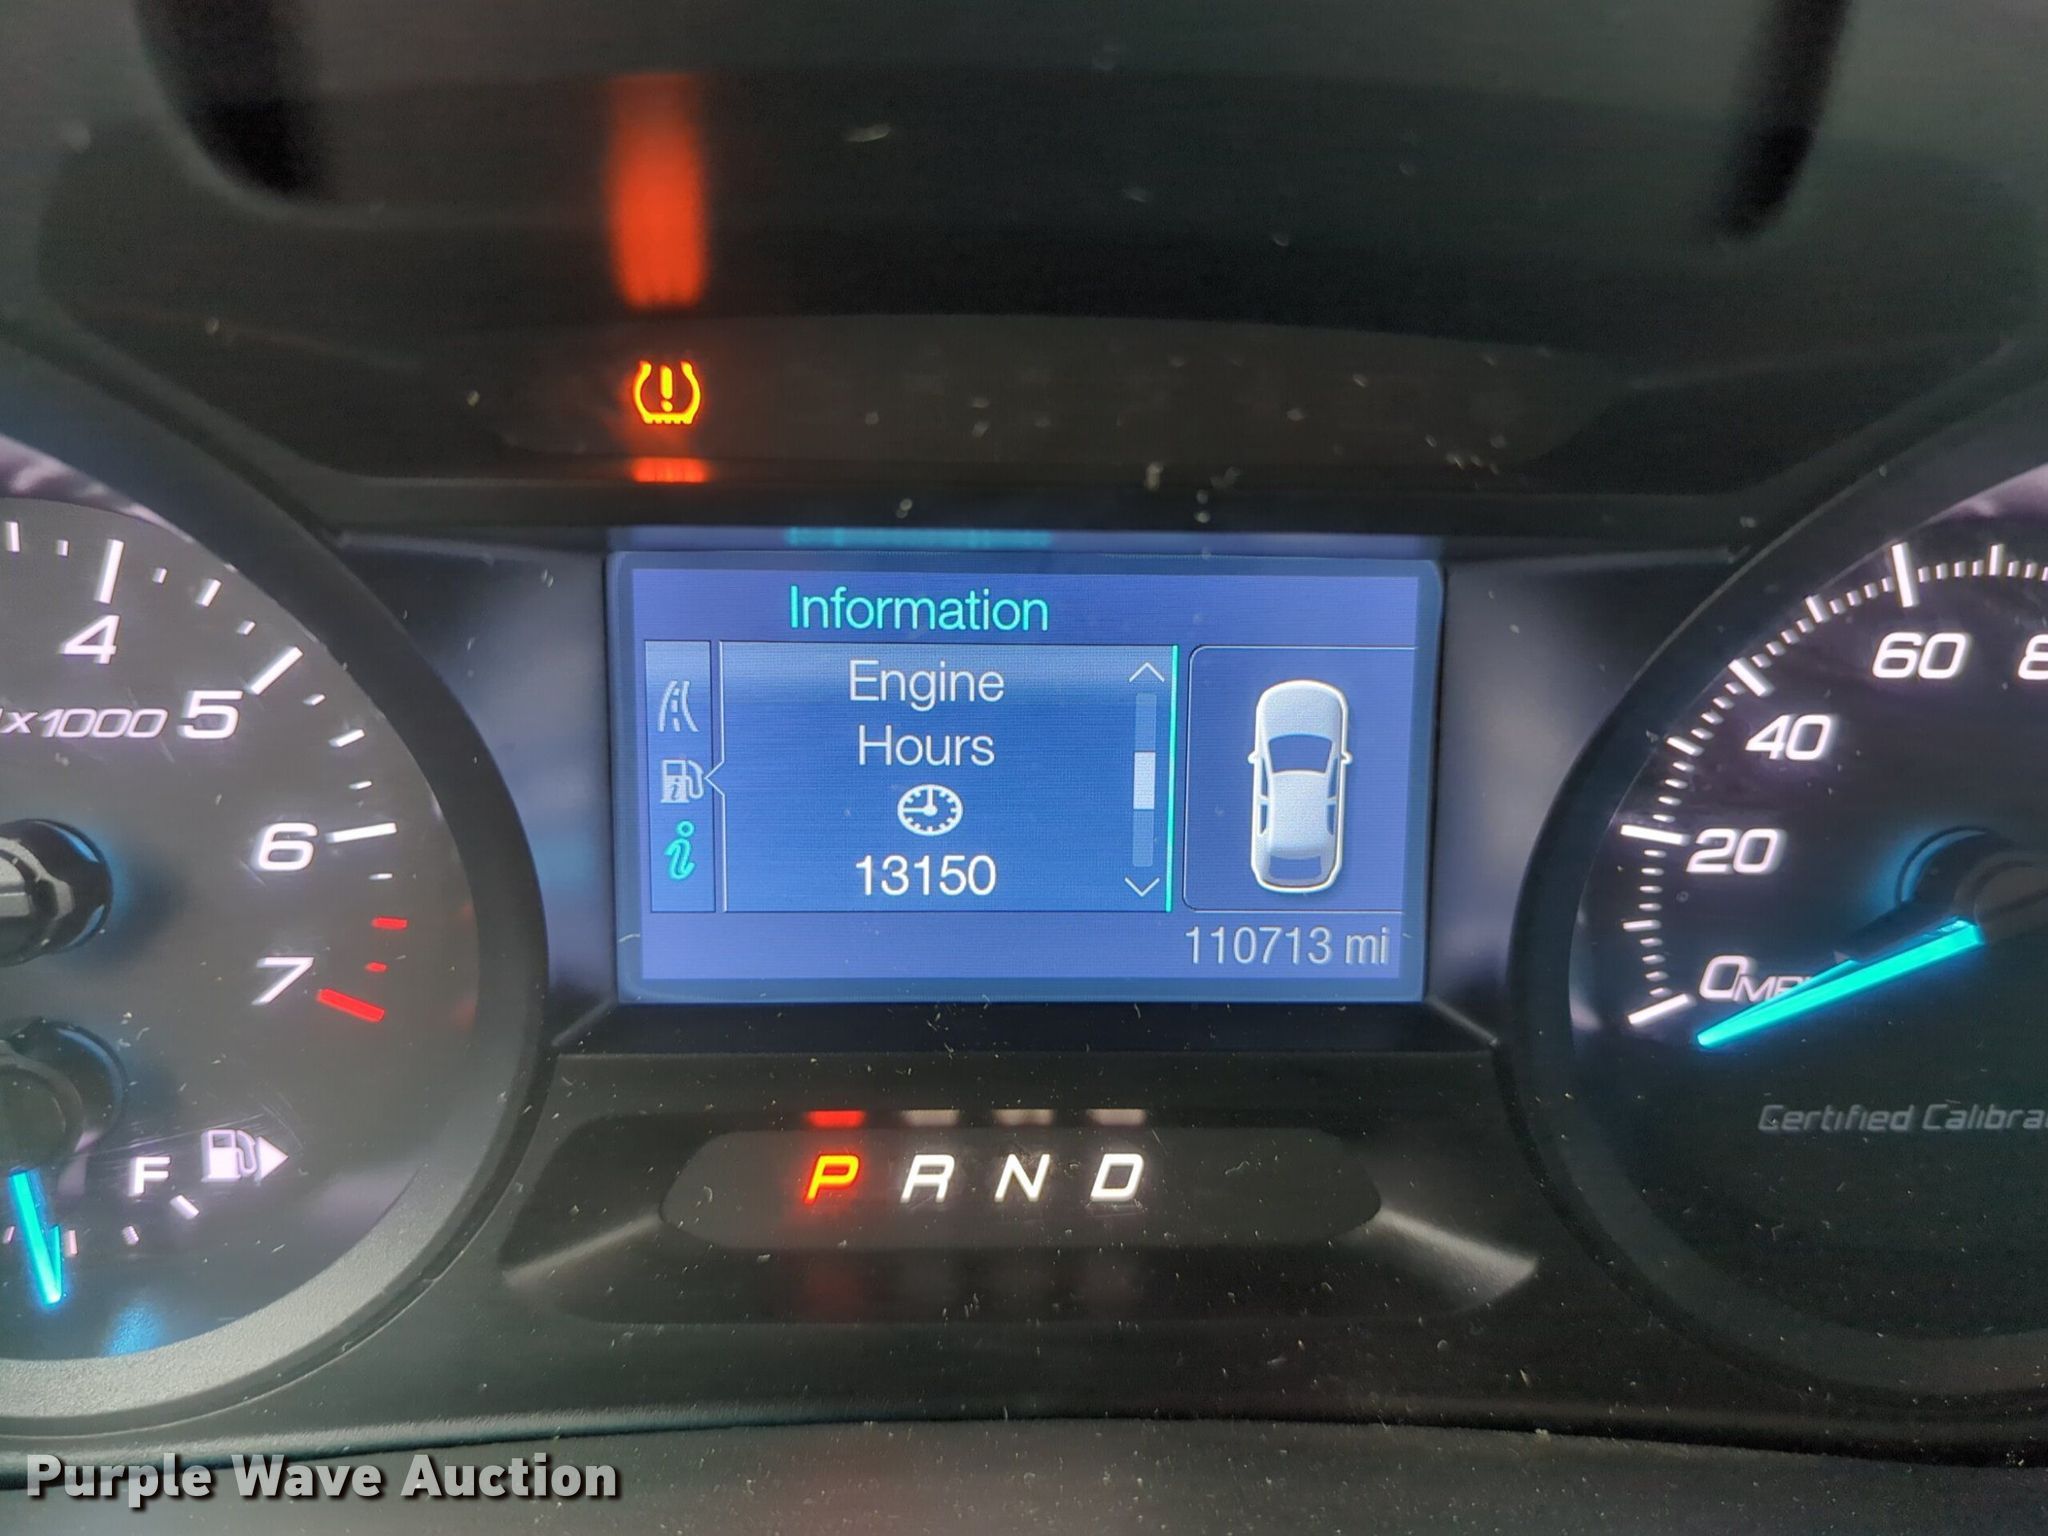 Information
Engine
Hours
13150
110713 mi
4
5
x1000
6
7
F
60
40
20
0
P R N D
Certified
Purple Wave Auction